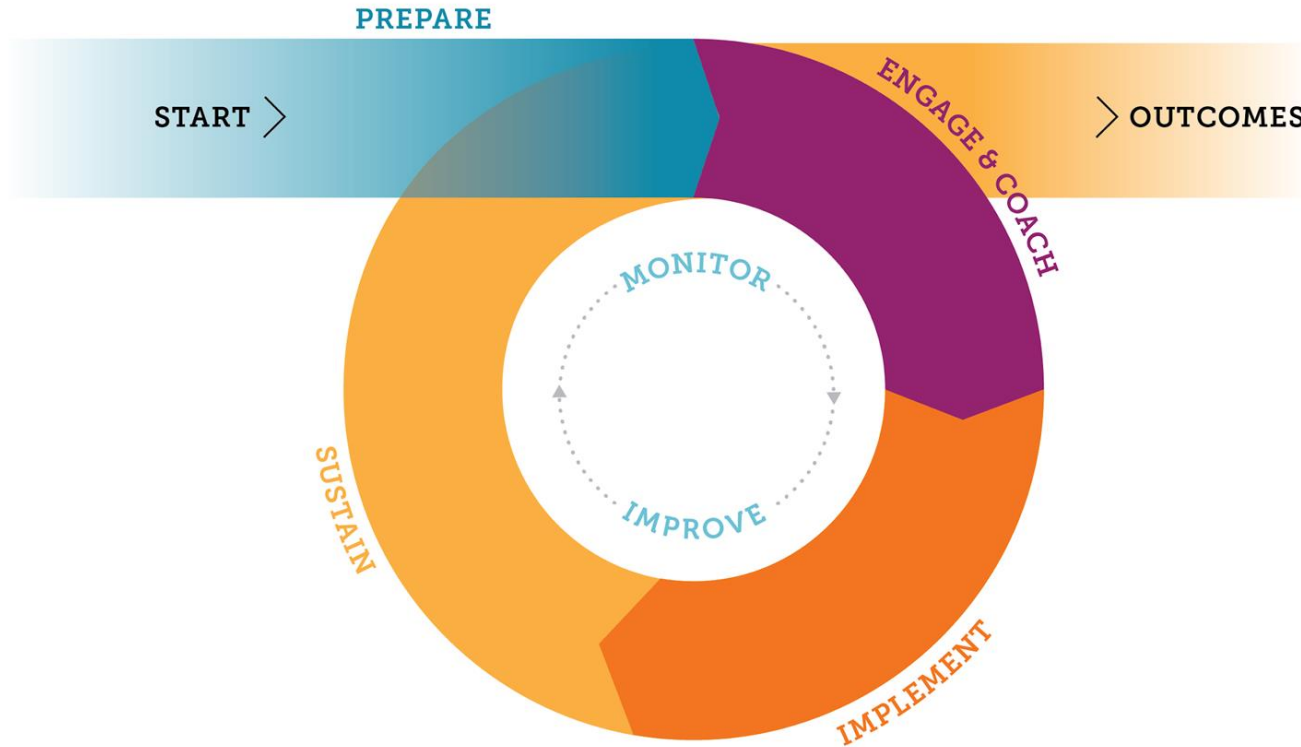 PREPARE
START
ENGAGE & COACH
OUTCOMES
MONITOR
IMPROVE
SUSTAIN
IMPLEMENT